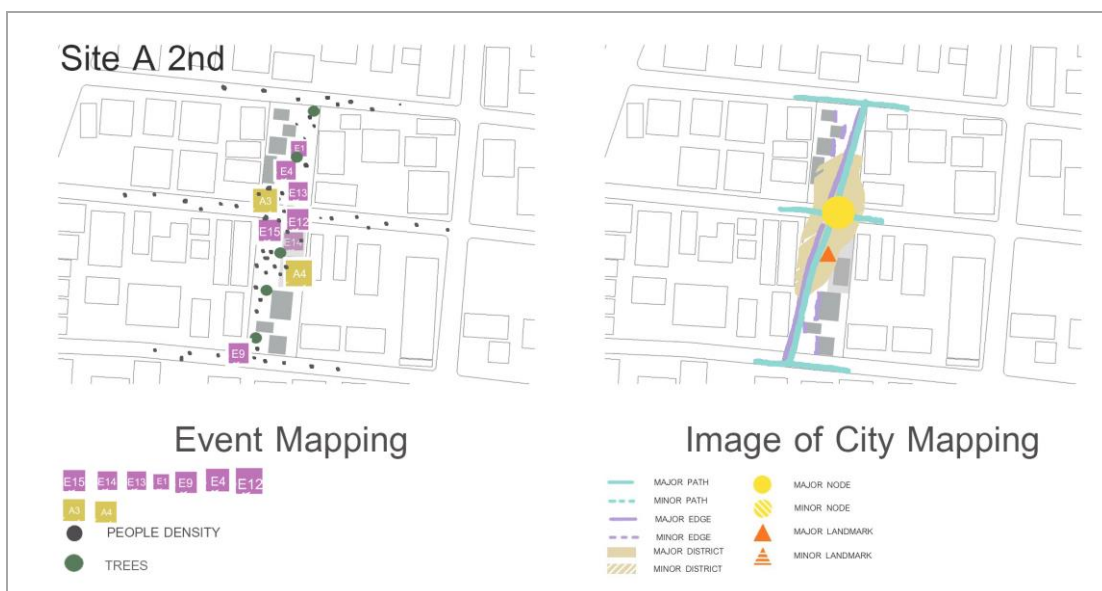 Site A 2nd
E1
E4
E13
A3
E12
E15
E14
A4
E9
Event Mapping
E15 E14 E13 E1 E9 E4 E12
A3 A4
PEOPLE DENSITY
TREES
Image of City Mapping
MAJOR PATH
MINOR PATH
MAJOR EDGE
MINOR EDGE
MAJOR DISTRICT
MINOR DISTRICT
MAJOR NODE
MINOR NODE
MAJOR LANDMARK
MINOR LANDMARK